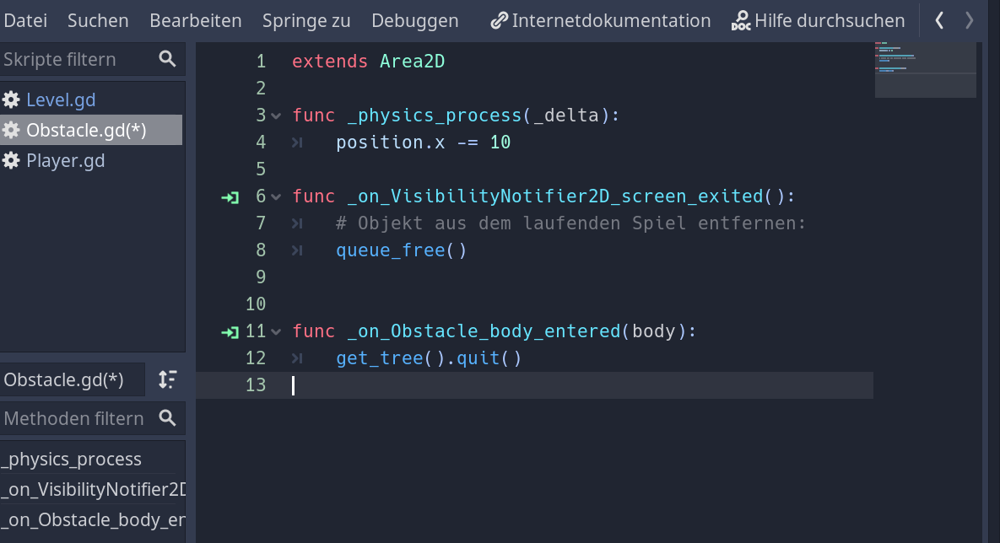 Datei Suchen Bearbeiten Springe zu Debuggen Internetdokumentation DOC Hilfe durchsuchen
Skripte filtern
Level.gd
Obstacle.gd(*)
Player.gd
Obstacle.gd(*)
Methoden filtern
_physics_process
_on_VisibilityNotifier2D
_on_Obstacle_body_en
1 extends Area2D
2
3 func _physics_process(_delta):
4 position.x -= 10
5
6 func _on_VisibilityNotifier2D_screen_exited():
7 # Objekt aus dem laufenden Spiel entfernen:
8 queue_free()
9
10
11 func _on_Obstacle_body_entered(body):
12 get_tree().quit()
13